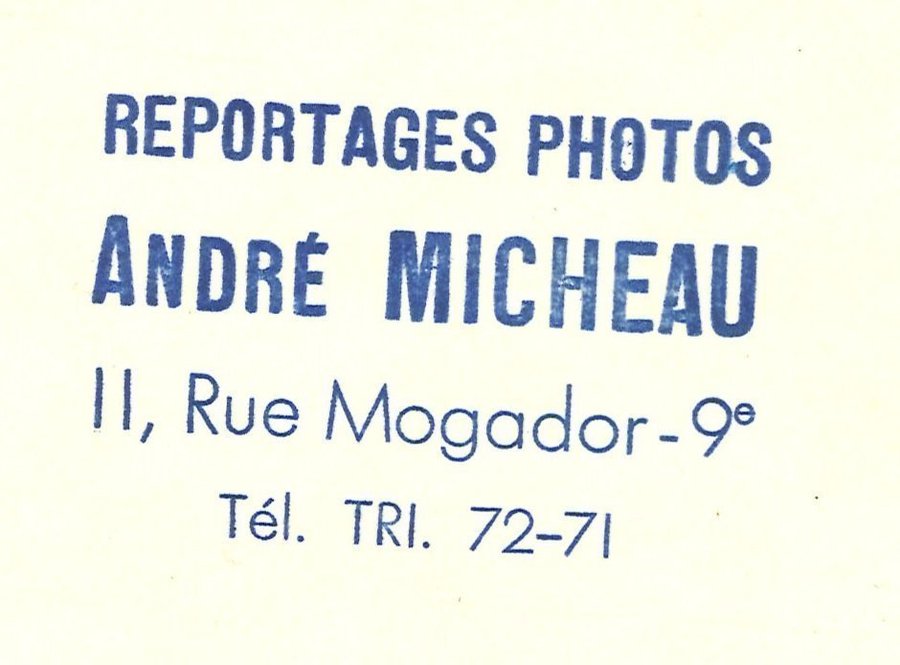 REPORTAGES PHOTOS
ANDRÉ MICHEAU
11, Rue Mogador - 9e
Tél. TRI. 72-71